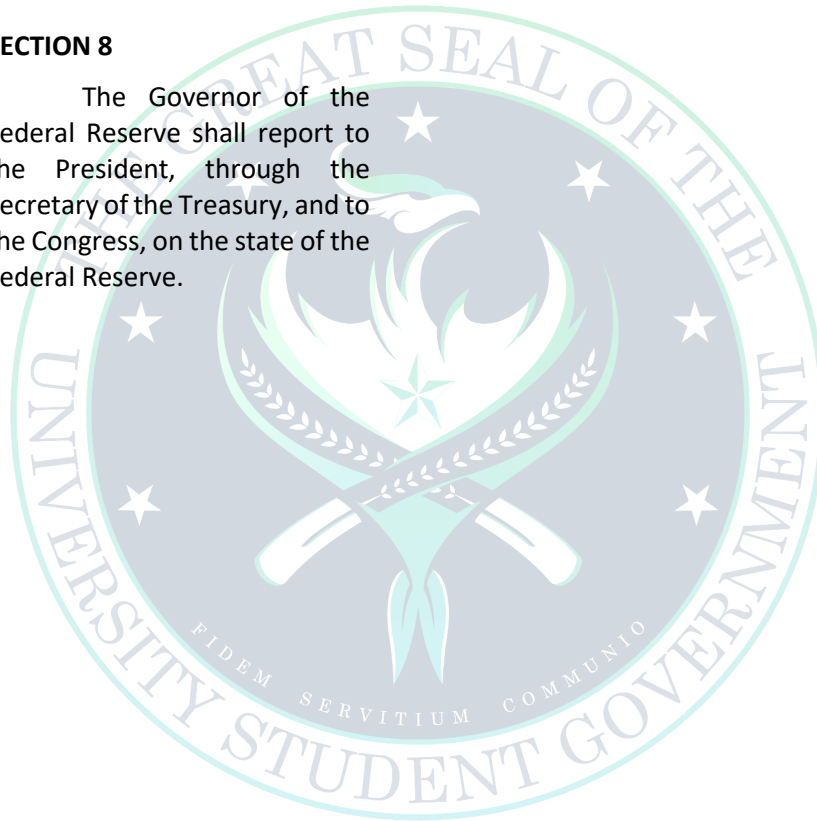 ECTION 8
The Governor of the
ederal Reserve shall report to
he President, through the
ecretary of the Treasury, and to
he Congress, on the state of the
ederal Reserve.
THE GREAT SEAL OF THE
UNIVERSITY STUDENT GOVERNMENT
FIDEM SERVITIUM COMMUNIO